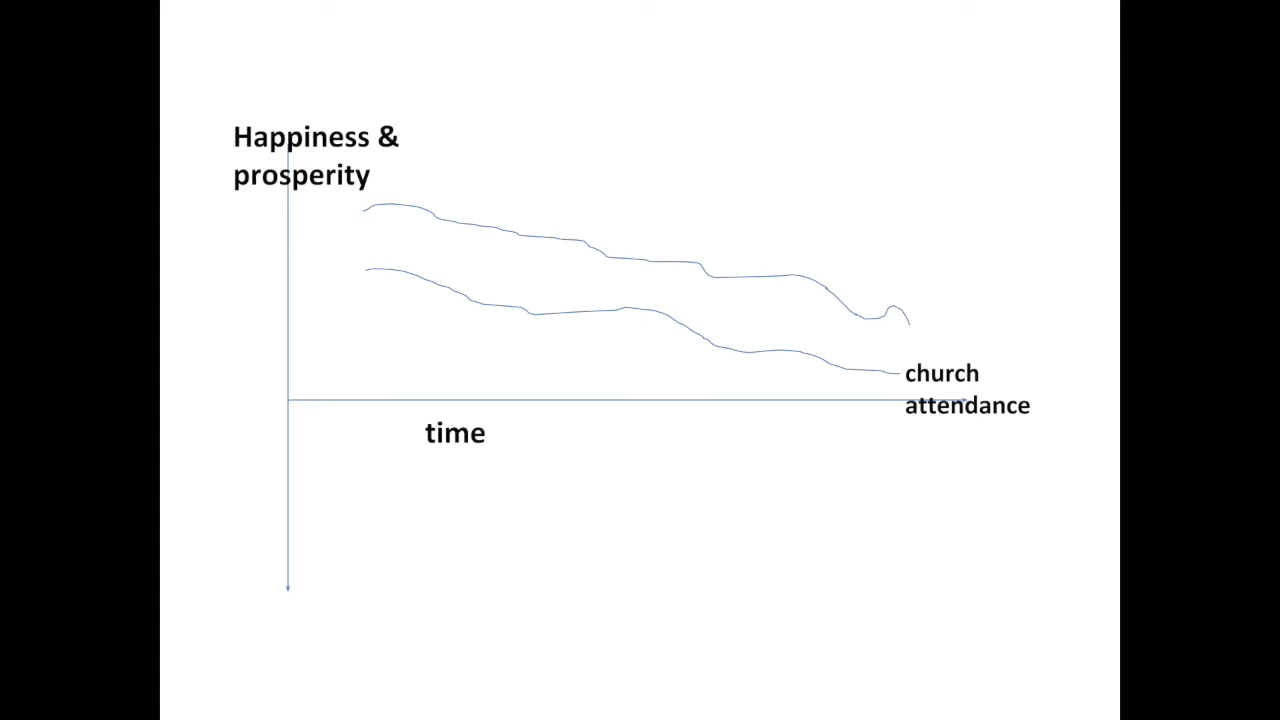 Happiness &
prosperity
church
attendance
time